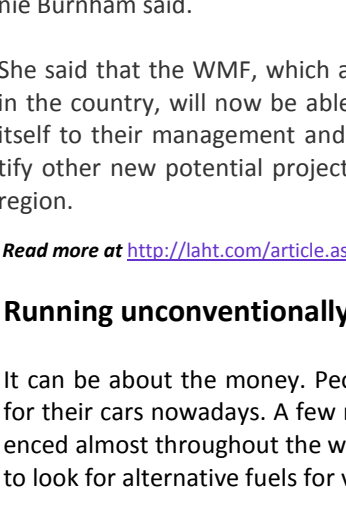 nie Burnham said.
She said that the WMF, which a
in the country, will now be able
itself to their management and
tify other new potential project
region.
Read more at http://laht.com/article.as
Running unconventionally
It can be about the money. Peo
for their cars nowadays. A few r
enced almost throughout the w
to look for alternative fuels for v